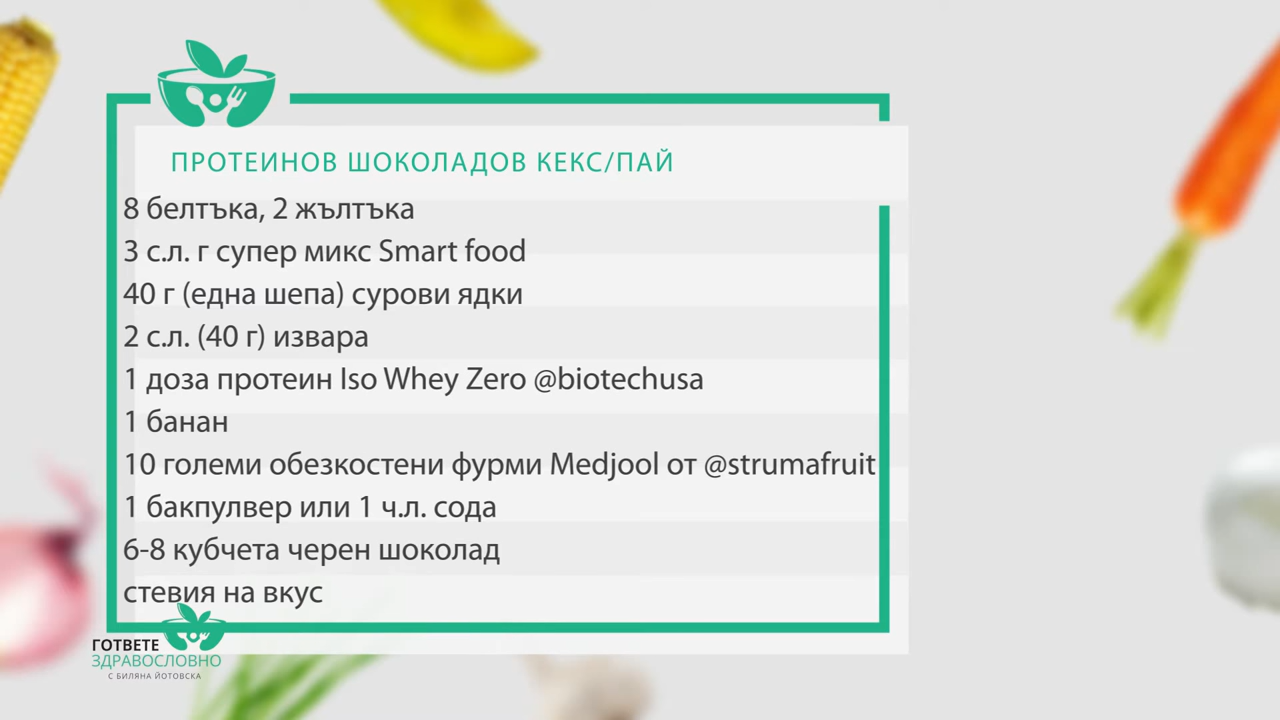 ПРОТЕИНОВ ШОКОЛАДОВ КЕКС/ПАЙ
8 белтъка, 2 жълтъка
3 с.л. г супер микс Smart food
40 г (една шепа) сурови ядки
2 с.л. (40 г) извара
1 доза протеин Iso Whey Zero @biotechusa
1 банан
10 големи обезкостени фурми Medjool от @strumafruit
1 бакпулвер или 1 ч.л. сода
6-8 кубчета черен шоколад
стевия на вкус
ГОТВЕТЕ
ЗДРАВОСЛОВНО
С БИЛЯНА ЙОТОВСКА